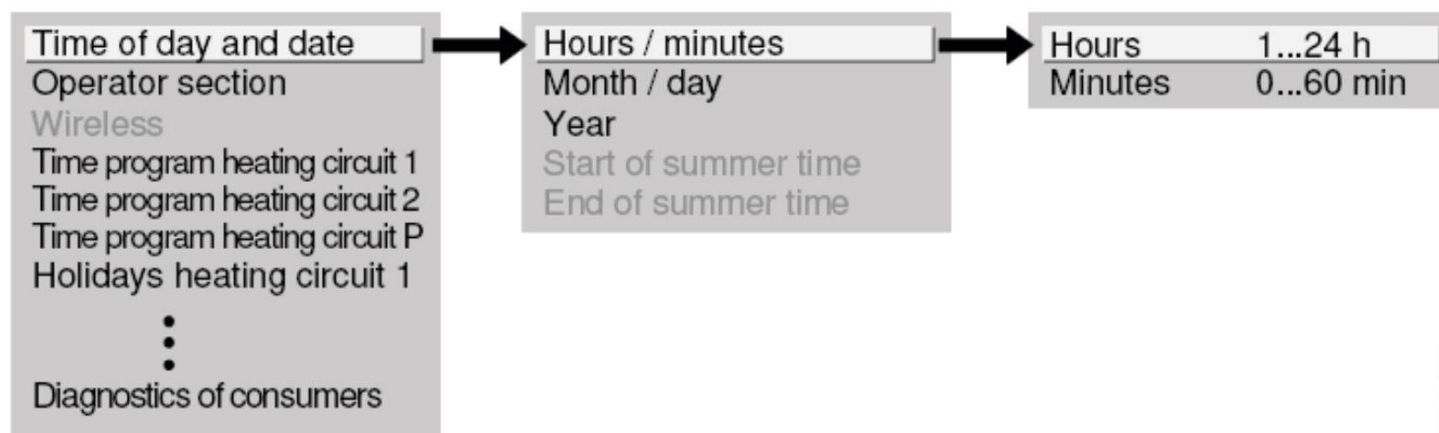 Time of day and date
Operator section
Wireless
Time program heating circuit 1
Time program heating circuit 2
Time program heating circuit P
Holidays heating circuit 1
Diagnostics of consumers
Hours / minutes
Month / day
Year
Start of summer time
End of summer time
Hours 1...24 h
Minutes 0...60 min